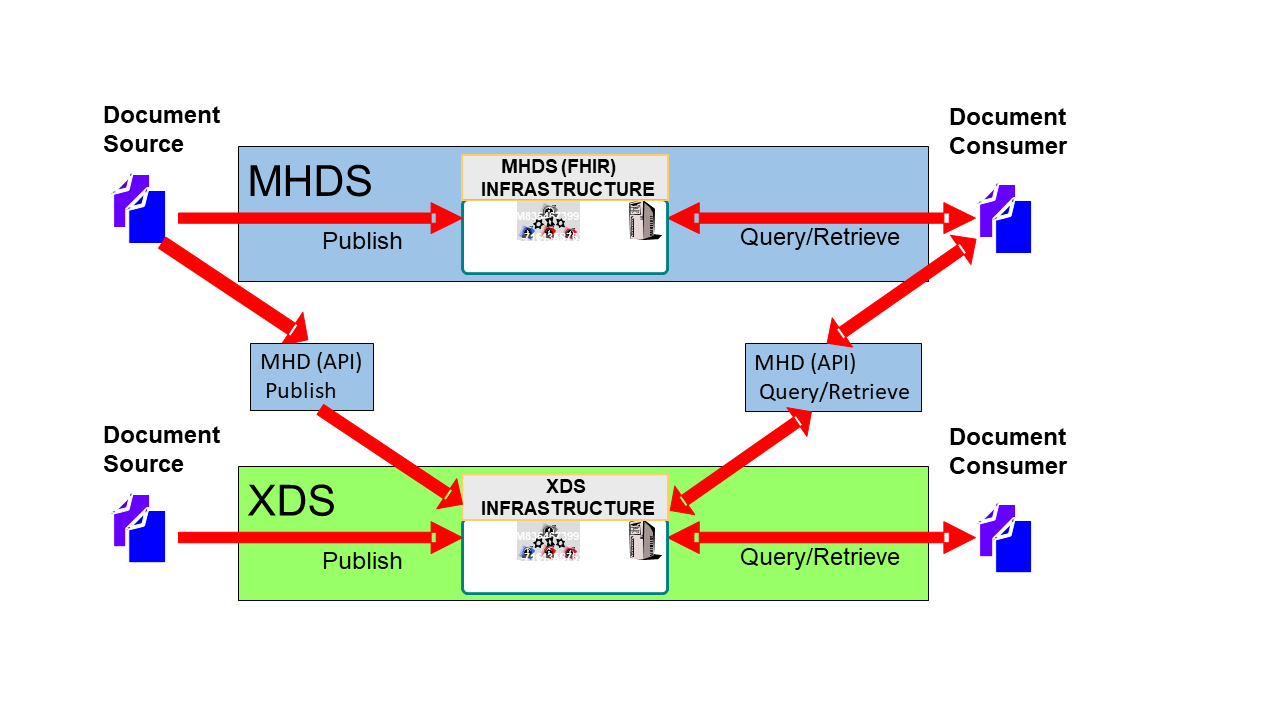 Document
Source
Document
Consumer
MHDS
MHDS (FHIR)
INFRASTRUCTURE
Publish
Query/Retrieve
MHD (API)
Publish
MHD (API)
Query/Retrieve
Document
Source
Document
Consumer
XDS
XDS
INFRASTRUCTURE
Publish
Query/Retrieve